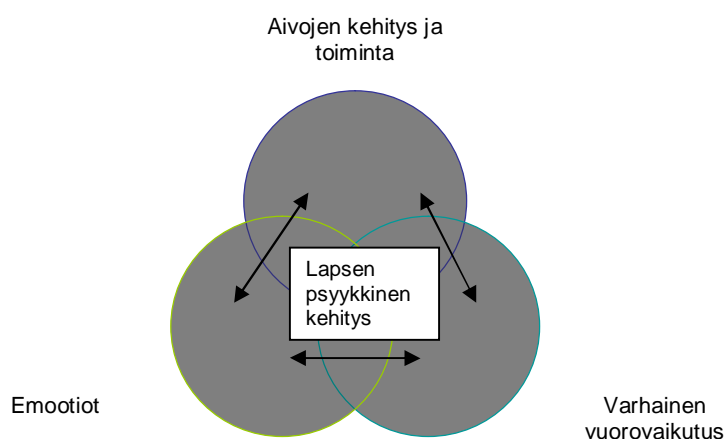 Aivojen kehitys ja
toiminta
Lapsen
psyykkinen
kehitys
Emootiot
Varhainen
vuorovaikutus